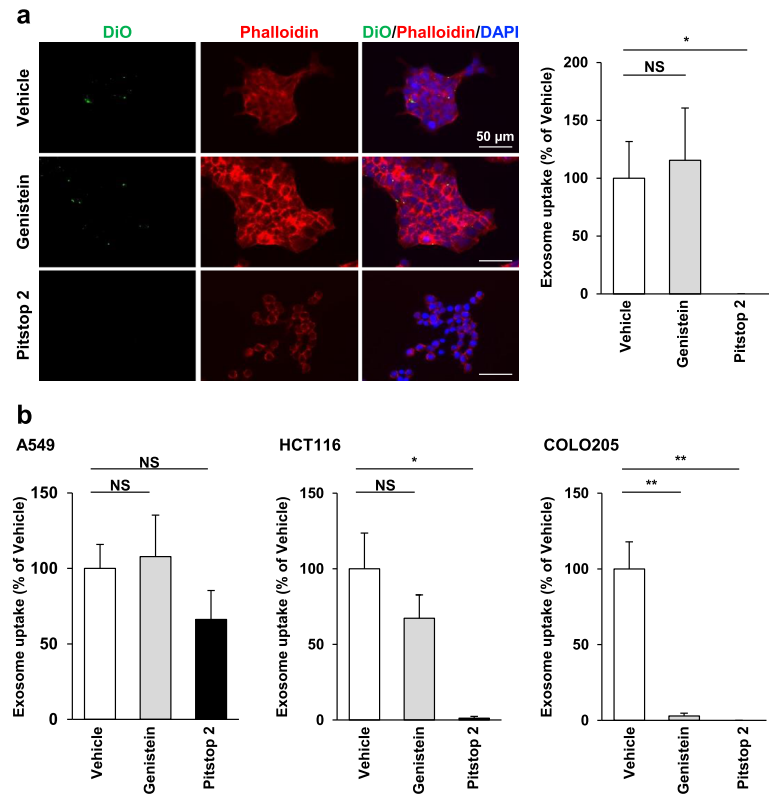 a
DiO
Phalloidin
DiO/Phalloidin/DAPI
Vehicle
50 µm
Genistein
Pitstop 2
Exosome uptake (% of Vehicle)
200
150
100
50
0
*
NS
Vehicle
Genistein
Pitstop 2
b
A549
NS
NS
Exosome uptake (% of Vehicle)
150
100
50
0
Vehicle
Genistein
Pitstop 2
HCT116
*
NS
Exosome uptake (% of Vehicle)
150
100
50
0
Vehicle
Genistein
Pitstop 2
COLO205
**
**
Exosome uptake (% of Vehicle)
150
100
50
0
Vehicle
Genistein
Pitstop 2